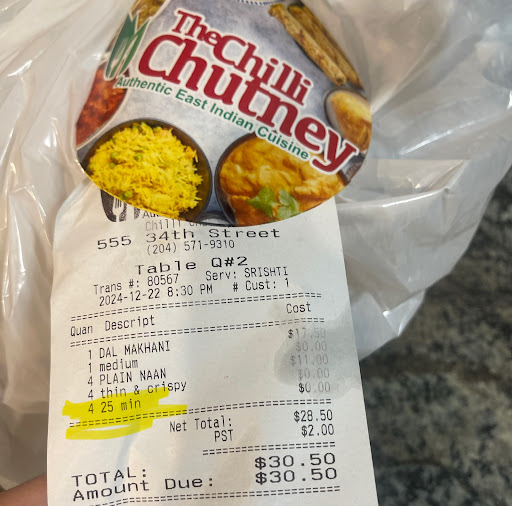 The Chilli
Chutney
Authentic East Indian Cuisine
555 34th Street
(204) 571-9310
Table Q#2
Trans #: 80567 Serv: SRISHTI
2024-12-22 8:30 PM # Cust: 1
Quan Descript Cost
1 DAL MAKHANI $17.50
1 medium $0.00
4 PLAIN NAAN $11.00
4 thin & crispy $0.00
4 25 min $0.00
Net Total: $28.50
PST $2.00
TOTAL: $30.50
Amount Due: $30.50